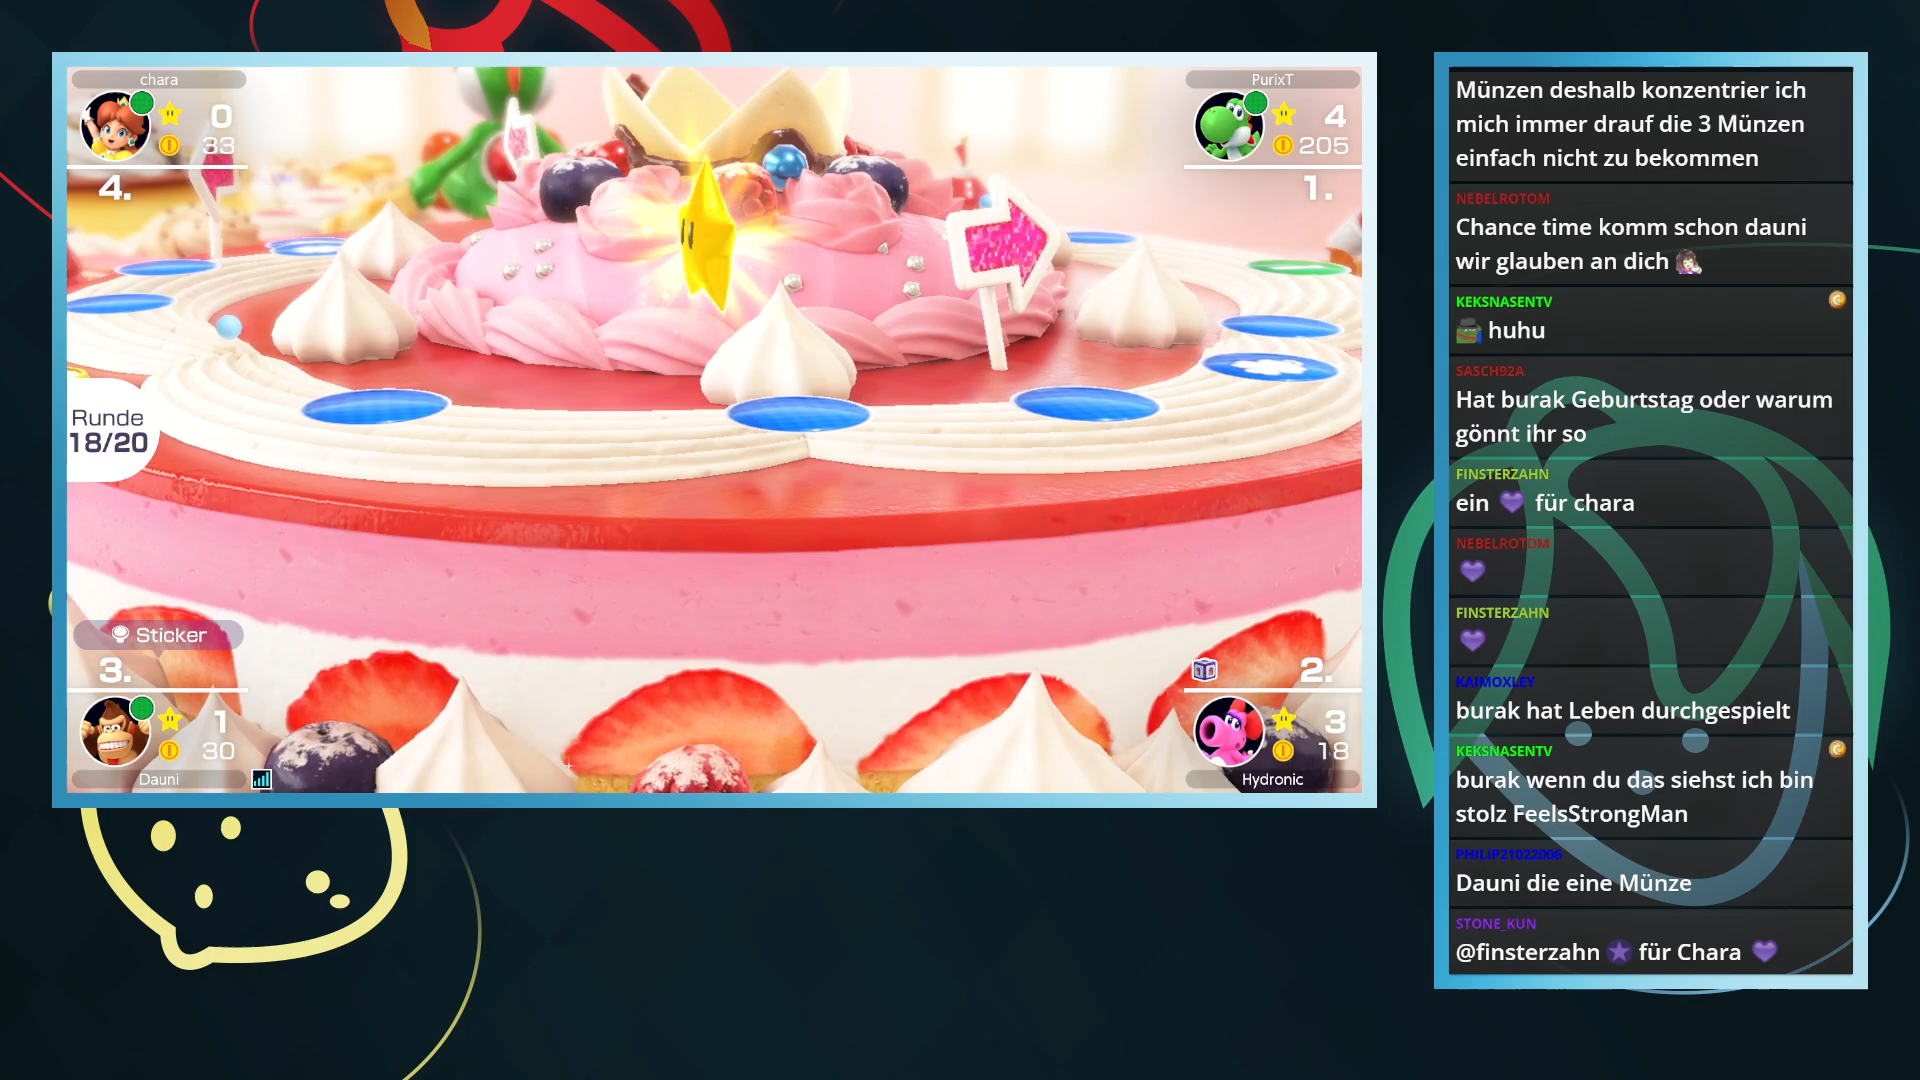 chara
0
33
4.
PurixT
4
205
1.
Runde
18/20
Sticker
3.
1
30
Dauni
2.
3
18
Hydronic
Münzen deshalb konzentrier ich
mich immer drauf die 3 Münzen
einfach nicht zu bekommen
NEBELROTOM
Chance time komm schon dauni
wir glauben an dich
KEKSNASENTV
huhu
SASCH92A
Hat burak Geburtstag oder warum
gönnt ihr so
FINSTERZAHN
ein 💜 für chara
NEBELROTOM
💜
FINSTERZAHN
💜
KAIMOXLEY
burak hat Leben durchgespielt
KEKSNASENTV
burak wenn du das siehst ich bin
stolz FeelsStrongMan
PHILIP21022006
Dauni die eine Münze
STONE_KUN
@finsterzahn ★ für Chara 💜